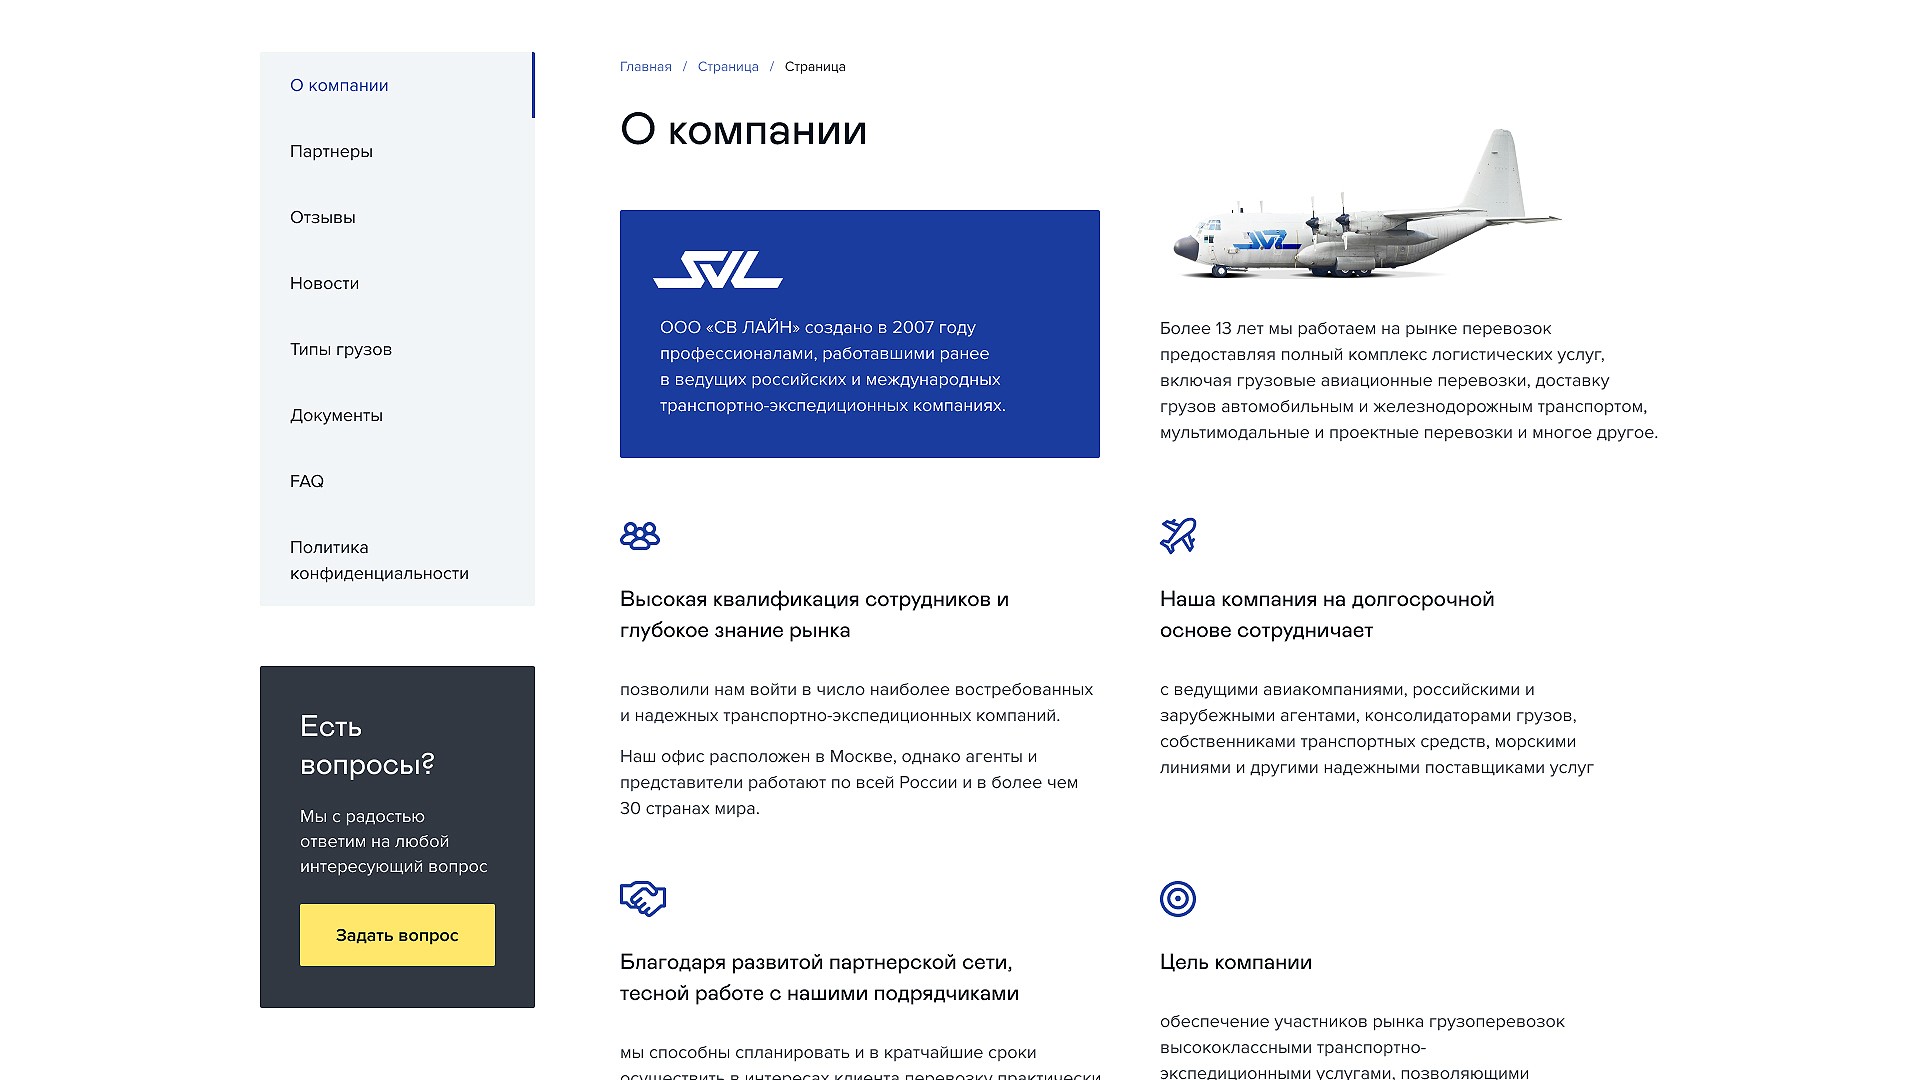 О компании
Партнеры
Отзывы
Новости
Типы грузов
Документы
FAQ
Политика
конфиденциальности
Есть
вопросы?
Мы с радостью
ответим на любой
интересующий вопрос
Задать вопрос
Главная / Страница / Страница
О компании
SVL
ООО «СВ ЛАЙН» создано в 2007 году
профессионалами, работавшими ранее
в ведущих российских и международных
транспортно-экспедиционных компаниях.
SVL
Более 13 лет мы работаем на рынке перевозок
предоставляя полный комплекс логистических услуг,
включая грузовые авиационные перевозки, доставку
грузов автомобильным и железнодорожным транспортом,
мультимодальные и проектные перевозки и многое другое.
Высокая квалификация сотрудников и
глубокое знание рынка
позволили нам войти в число наиболее востребованных
и надежных транспортно-экспедиционных компаний.
Наш офис расположен в Москве, однако агенты и
представители работают по всей России и в более чем
30 странах мира.
Наша компания на долгосрочной
основе сотрудничает
с ведущими авиакомпаниями, российскими и
зарубежными агентами, консолидаторами грузов,
собственниками транспортных средств, морскими
линиями и другими надежными поставщиками услуг
Благодаря развитой партнерской сети,
тесной работе с нашими подрядчиками
мы способны спланировать и в кратчайшие сроки
осуществить в интересах клиента перевозку практически
Цель компании
обеспечение участников рынка грузоперевозок
высококлассными транспортно-
экспедиционными услугами, позволяющими